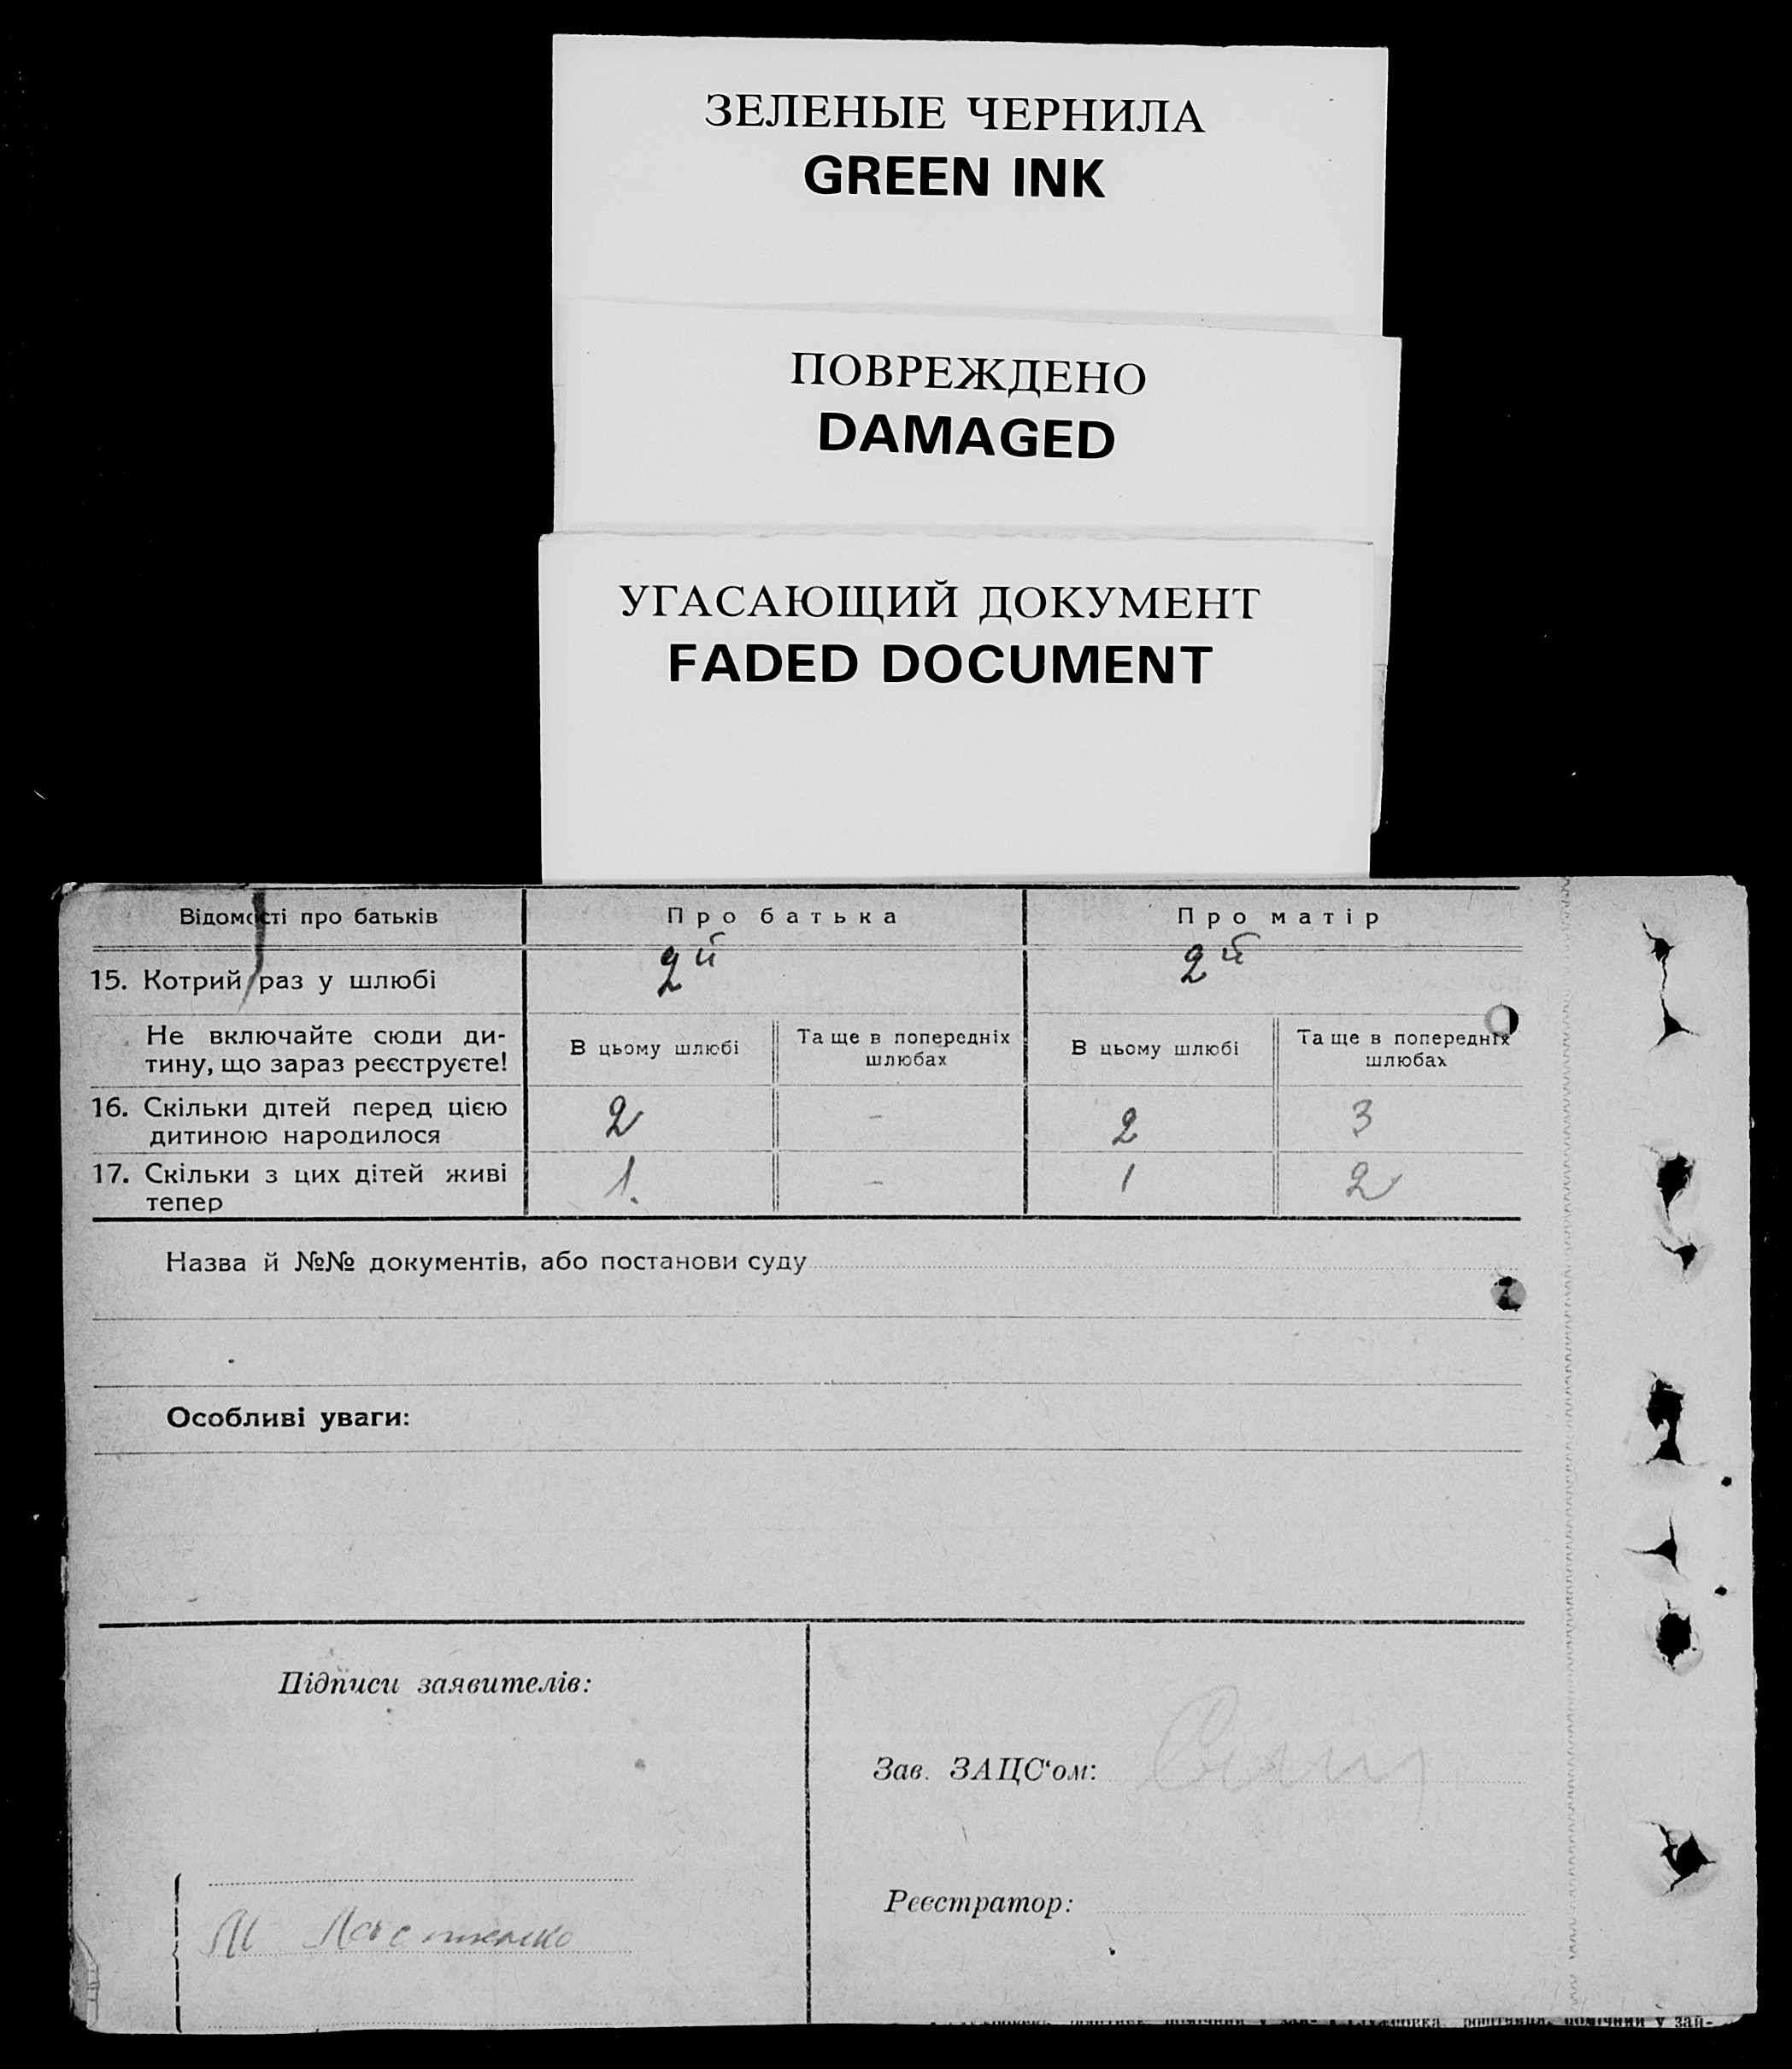 ЗЕЛЕНЫЕ ЧЕРНИЛА
GREEN INK
ПОВРЕЖДЕНО
DAMAGED
УГАСАЮЩИЙ ДОКУМЕНТ
FADED DOCUMENT
Відомості про батьків Про батька Про матір
15. Котрий раз у шлюбі 2й 2й
Не включайте сюди ди-
тину, що зараз реєструєте!
В цьому шлюбі
Та ще в попередніх
шлюбах
В цьому шлюбі
Та ще в попередніх
шлюбах
16. Скільки дітей перед цією
дитиною народилося
2 - 2 3
17. Скільки з цих дітей живі
тепер
1. - 1 2
Назва й №№ документів, або постанови суду
Особливі уваги:
Підписи заявителів:
Зав. ЗАЦС‘ом:
Реєстратор:
М